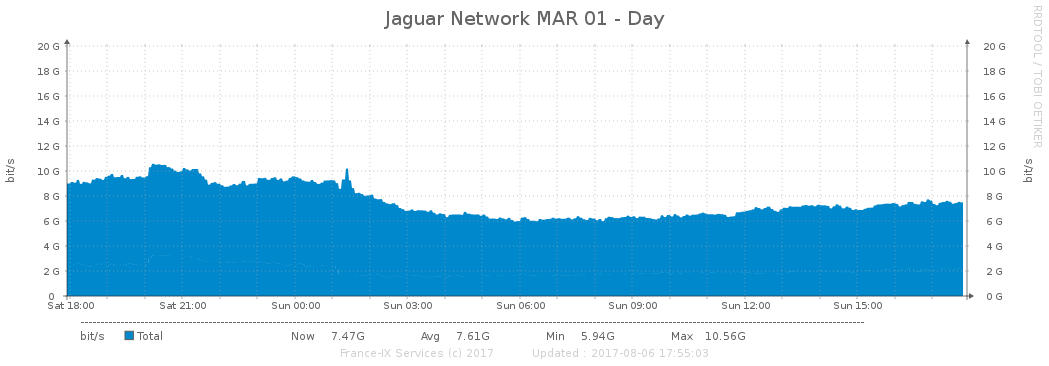 Jaguar Network MAR 01 - Day
RRDTOOL / TOBI OETIKER
bit/s
bit/s
20 G 20 G
18 G 18 G
16 G 16 G
14 G 14 G
12 G 12 G
10 G 10 G
8 G 8 G
6 G 6 G
4 G 4 G
2 G 2 G
0 0 G
Sat 18:00 Sat 21:00 Sun 00:00 Sun 03:00 Sun 06:00 Sun 09:00 Sun 12:00 Sun 15:00
bit/s Total Now 7.47G Avg 7.61G Min 5.94G Max 10.56G
France-IX Services (c) 2017 Updated : 2017-08-06 17:55:03